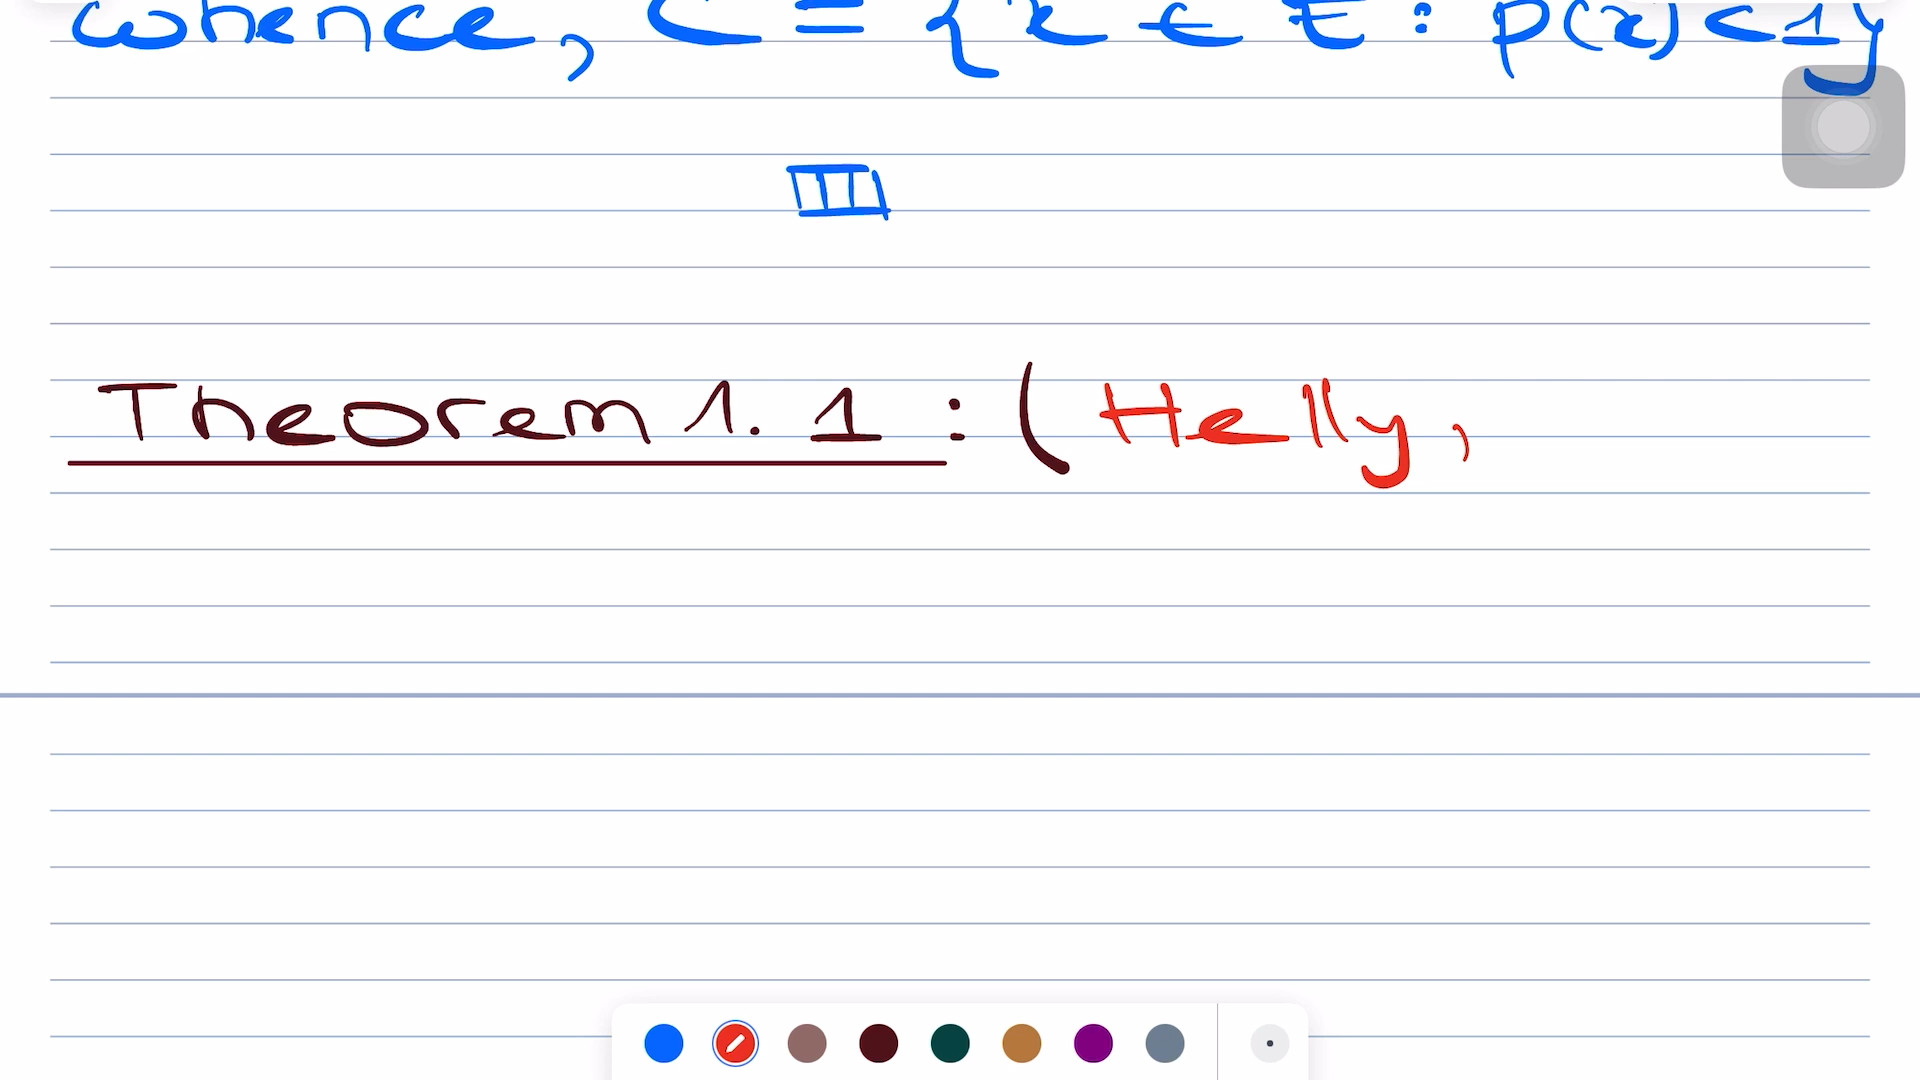 whence, C = {x ∈ E : p(x) < 1}
Theorem 1.1 : ( Helly,